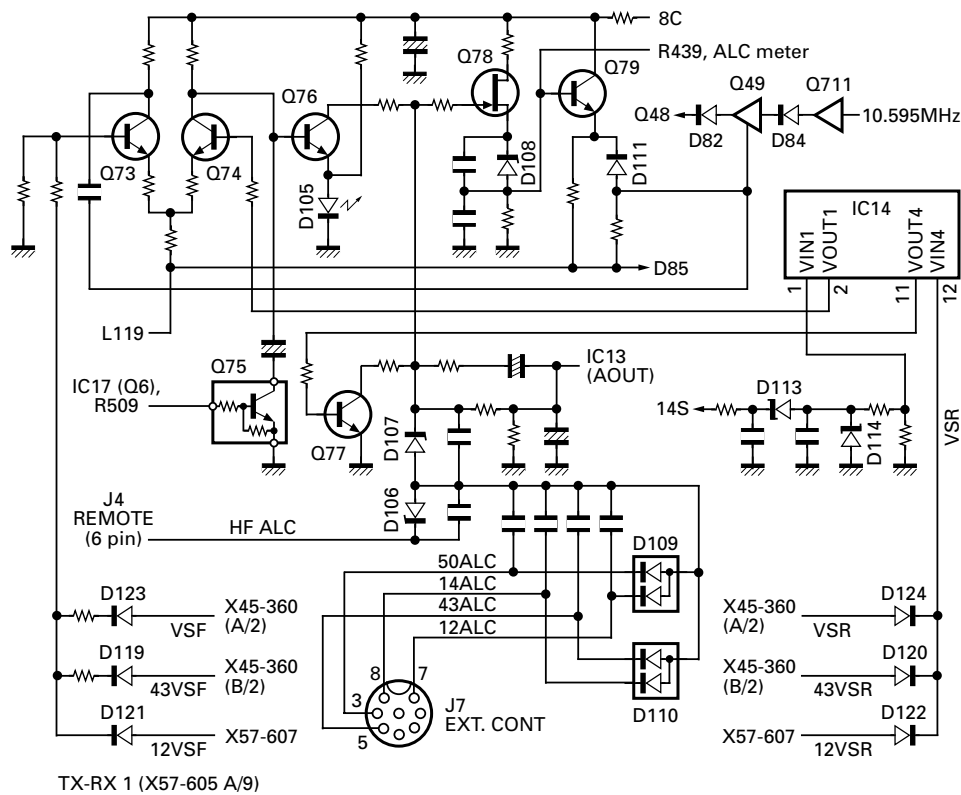 8C
R439, ALC meter
Q78
Q79
Q49
Q711
Q76
Q48
10.595MHz
D82
D84
Q73
Q74
D108
D111
D105
IC14
VIN1
VOUT1
VOUT4
VIN4
1
2
11
12
D85
L119
Q75
IC17 (Q6),
R509
IC13
(AOUT)
D113
14S
D114
VSR
Q77
D107
D106
J4
REMOTE
(6 pin)
HF ALC
50ALC
14ALC
43ALC
12ALC
D109
D110
D123
X45-360
(A/2)
VSF
D119
X45-360
(B/2)
43VSF
D121
X57-607
12VSF
8
7
3
5
J7
EXT. CONT
X45-360
(A/2)
D124
VSR
X45-360
(B/2)
D120
43VSR
X57-607
D122
12VSR
TX-RX 1 (X57-605 A/9)